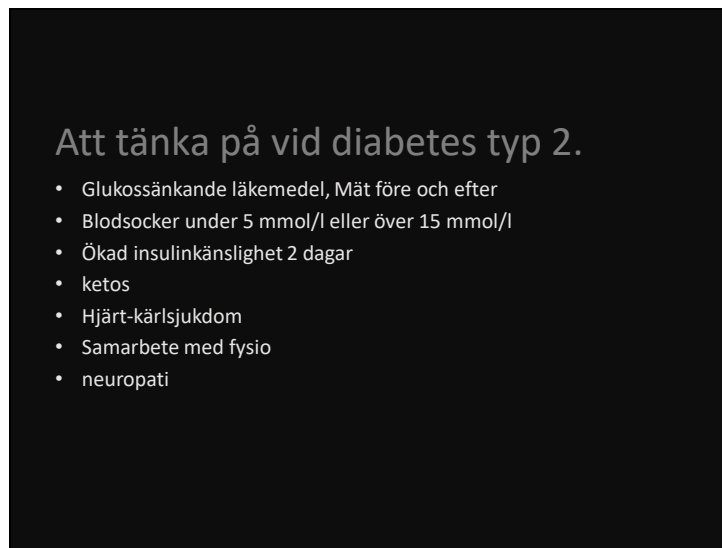 Att tänka på vid diabetes typ 2.
• Glukossänkande läkemedel, Mät före och efter
• Blodsocker under 5 mmol/l eller över 15 mmol/l
• Ökad insulinkänslighet 2 dagar
• ketos
• Hjärt-kärlsjukdom
• Samarbete med fysio
• neuropati